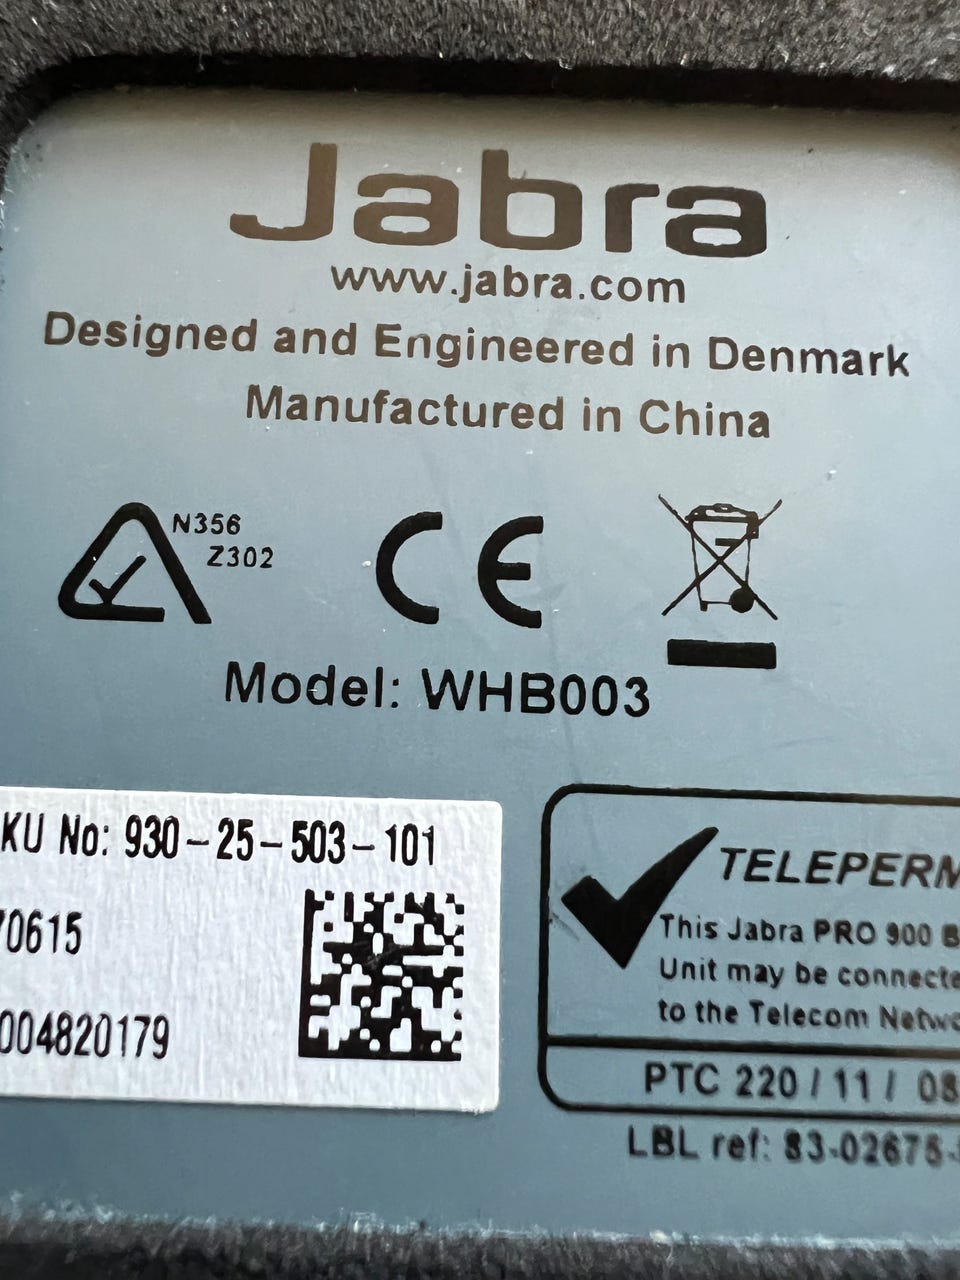 Jabra
www.jabra.com
Designed and Engineered in Denmark
Manufactured in China
N356
Z302
CE
Model: WHB003
KU No: 930-25-503-101
70615
004820179
TELEPERM
This Jabra PRO 900 B
Unit may be connecte
to the Telecom Netwo
PTC 220 / 11 / 08
LBL ref: 83-02675-